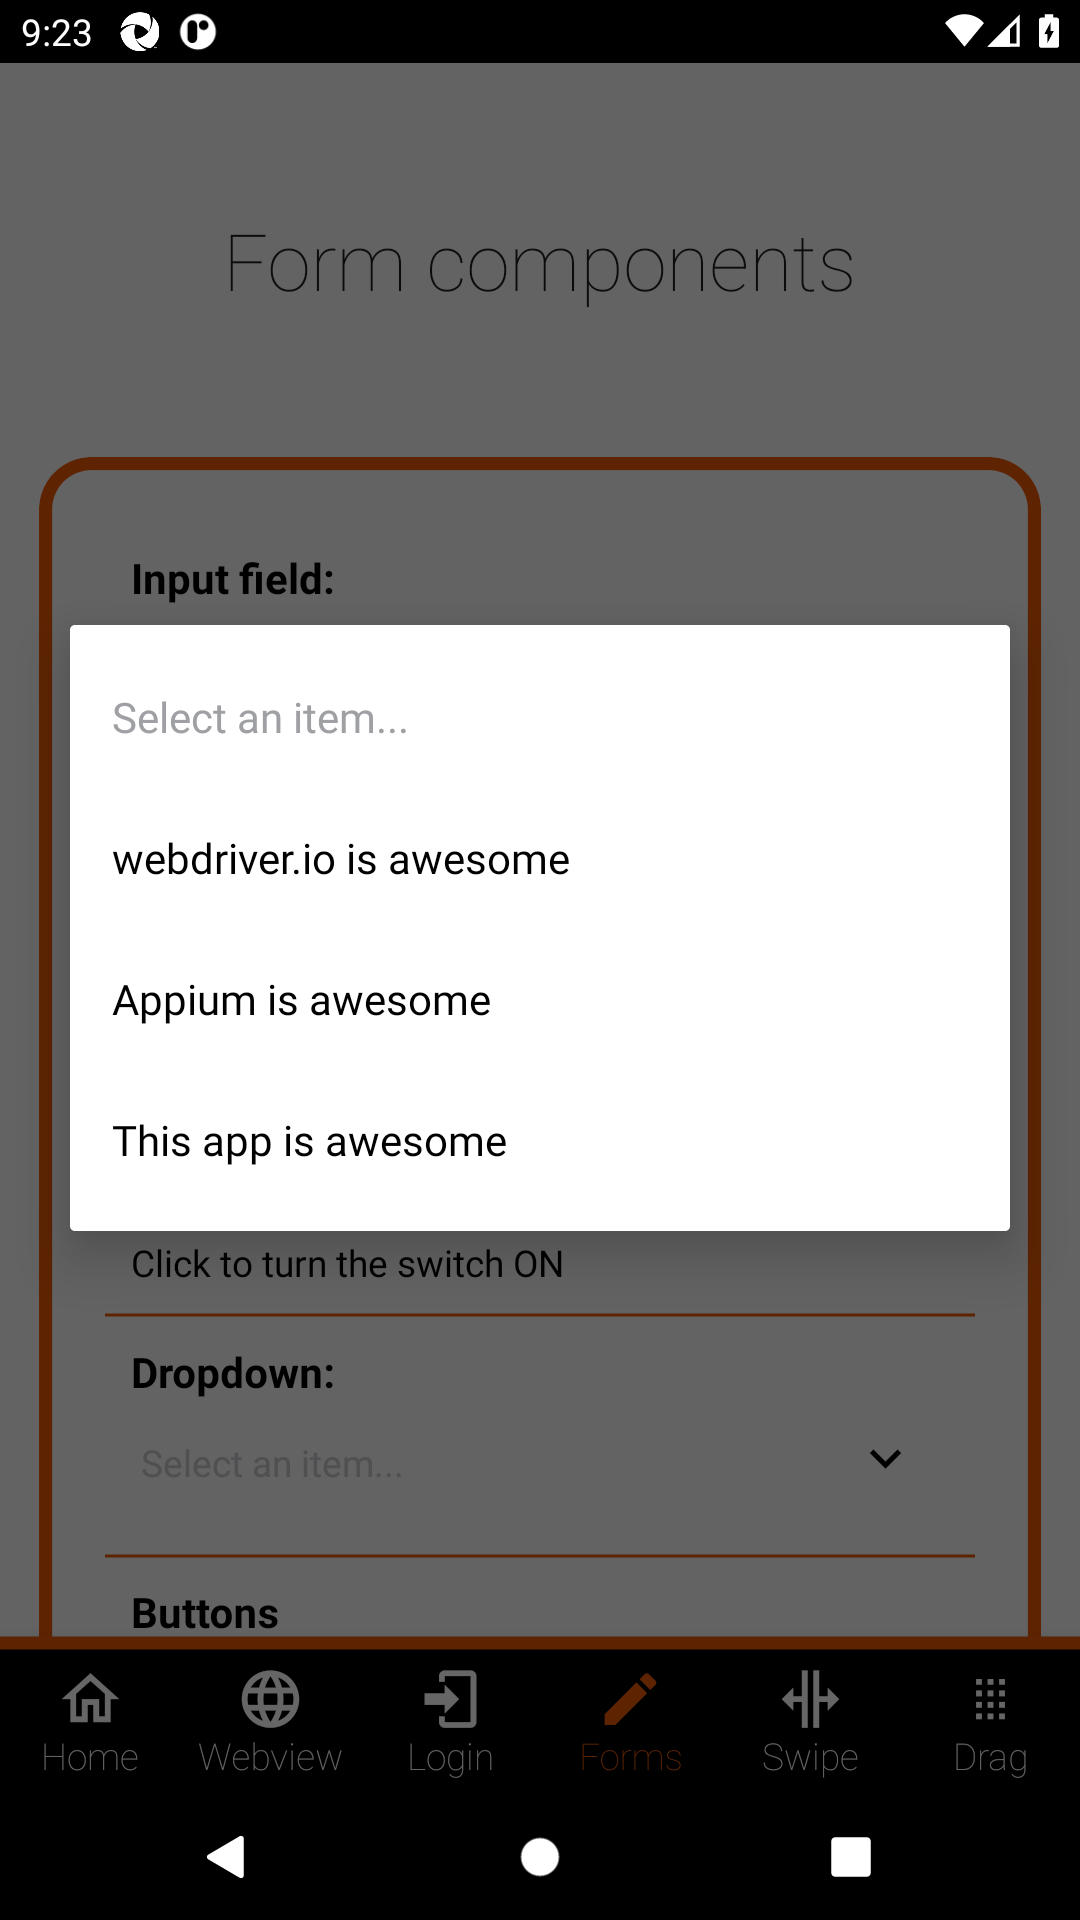 9:23
Form components
Input field:
Select an item...
webdriver.io is awesome
Appium is awesome
This app is awesome
Click to turn the switch ON
Dropdown:
Select an item...
Buttons
Home Webview Login Forms Swipe Drag